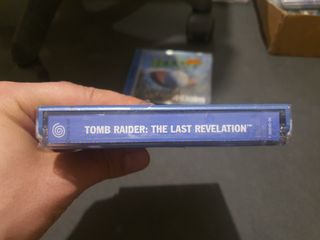 TOMB RAIDER: THE LAST REVELATION™